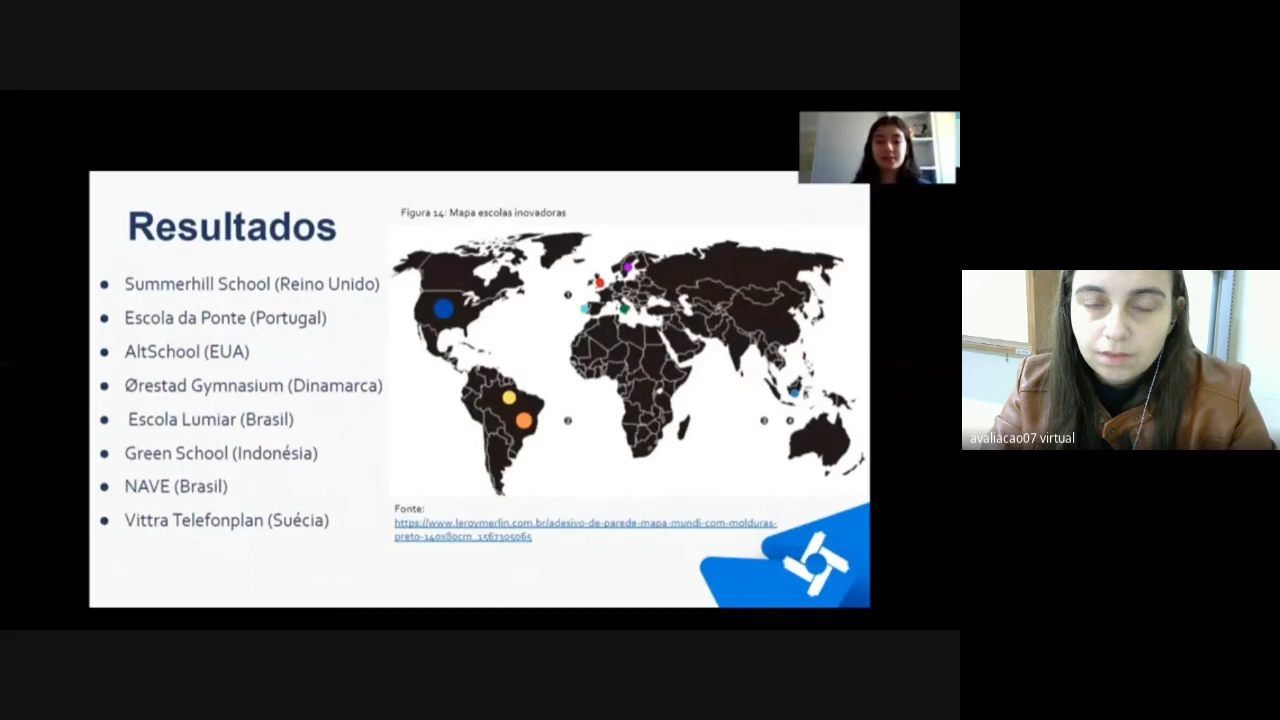 Resultados
Summerhill School (Reino Unido)
Escola da Ponte (Portugal)
AltSchool (EUA)
Ørestad Gymnasium (Dinamarca)
Escola Lumiar (Brasil)
Green School (Indonésia)
NAVE (Brasil)
Vittra Telefonplan (Suécia)
Figura 14: Mapa escolas inovadoras
Fonte:
https://www.leroymerlin.com.br/adesivo-de-parede-mapa-mundi-com-molduras-
preto-140x80cm_1567105065
avaliacao07 virtual